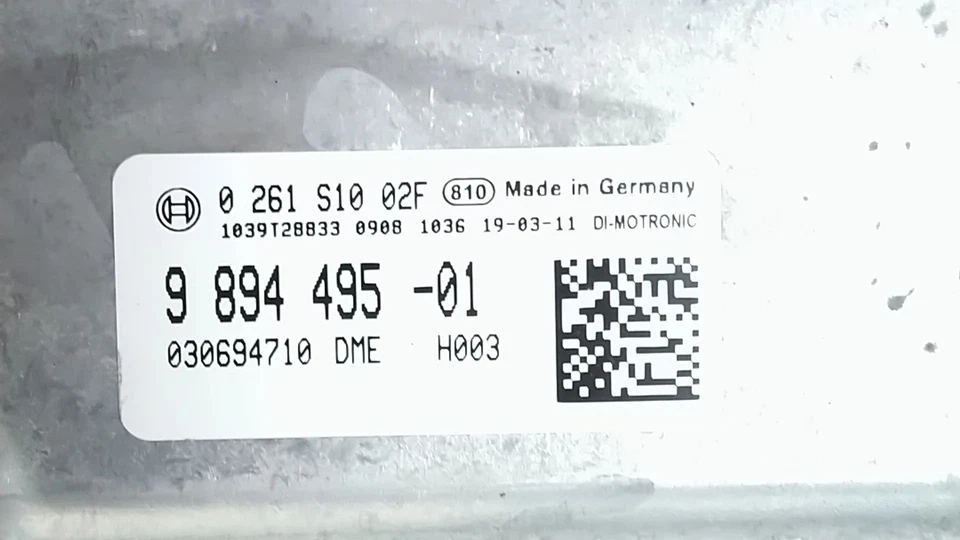 0 261 S10 02F 810 Made in Germany
1039T28833 0908 1036 19-03-11 DI-MOTRONIC
9 894 495 -01
030694710 DME H003